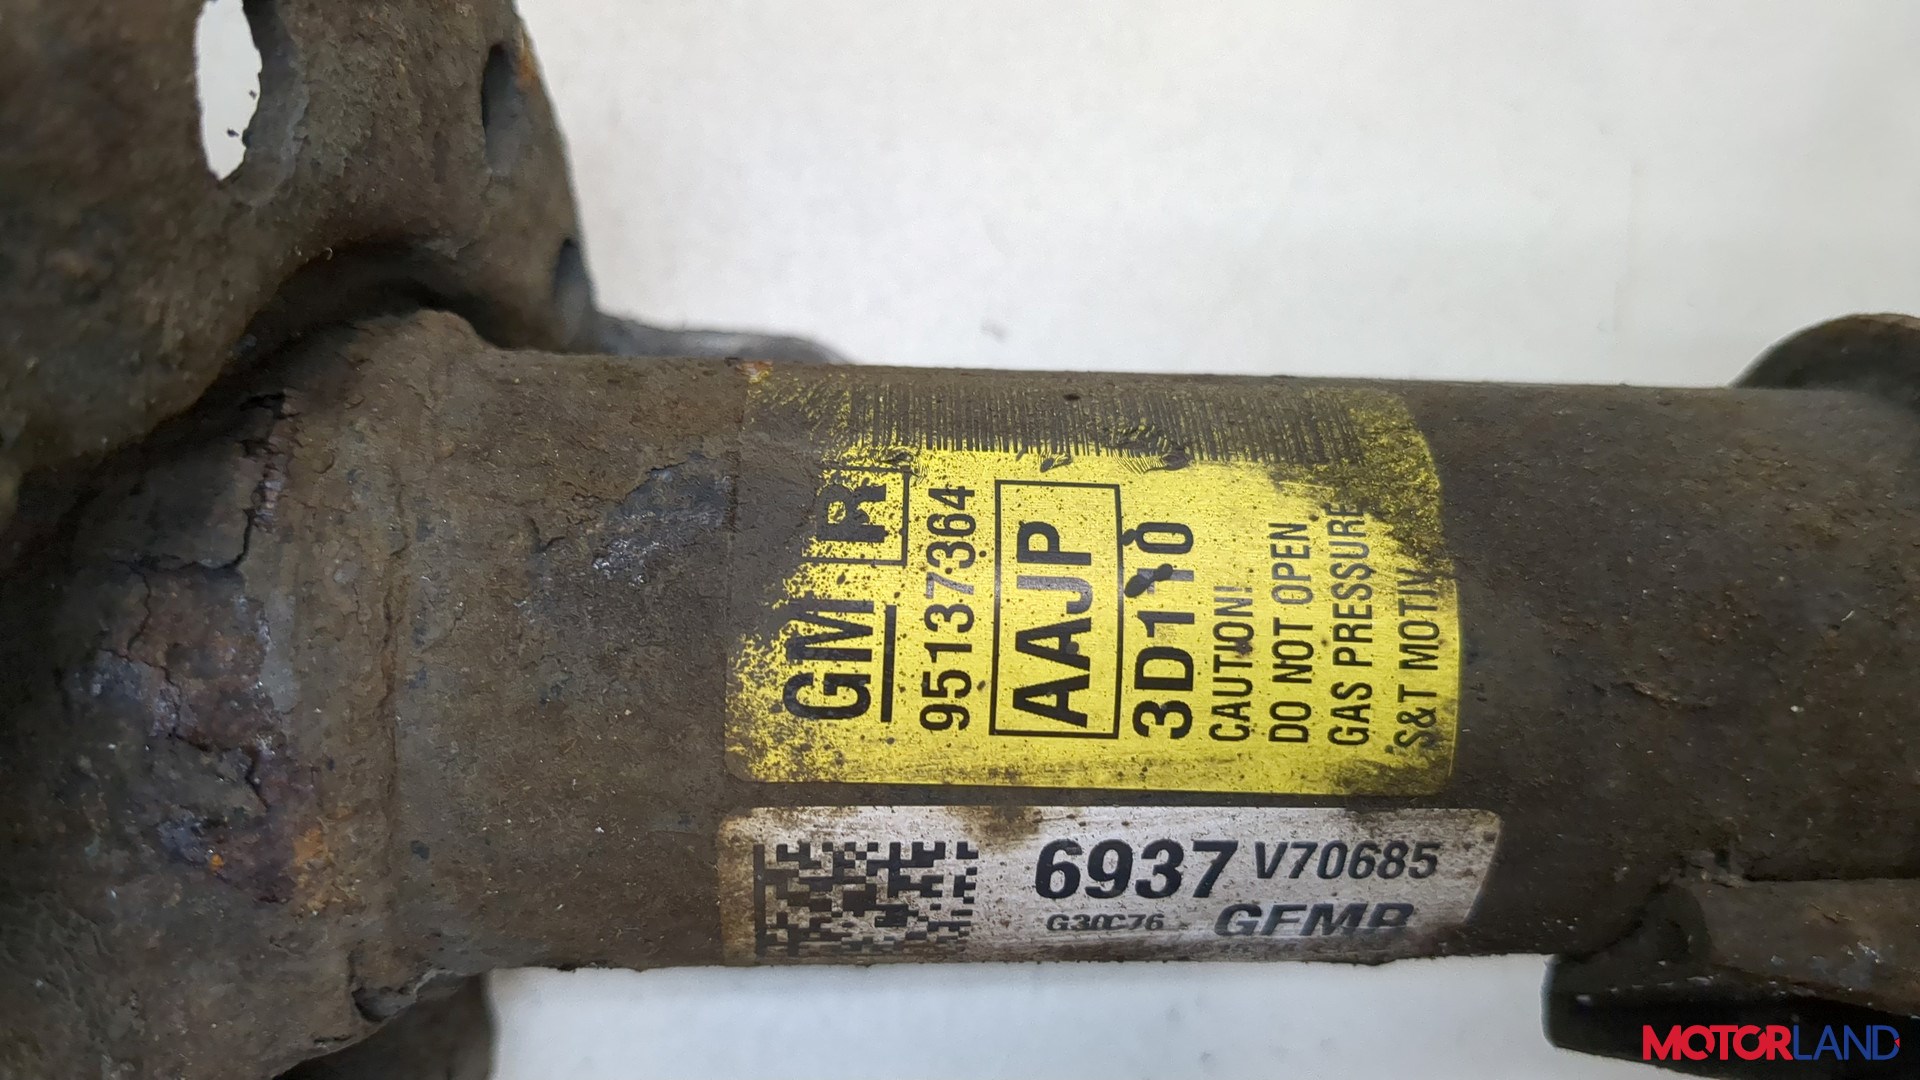 GM R
95137364
AAJP
3D110
CAUTION!
DO NOT OPEN
GAS PRESSURE
S&T MOTIV
6937 V70685
G30C76 GFMB
MOTORLAND